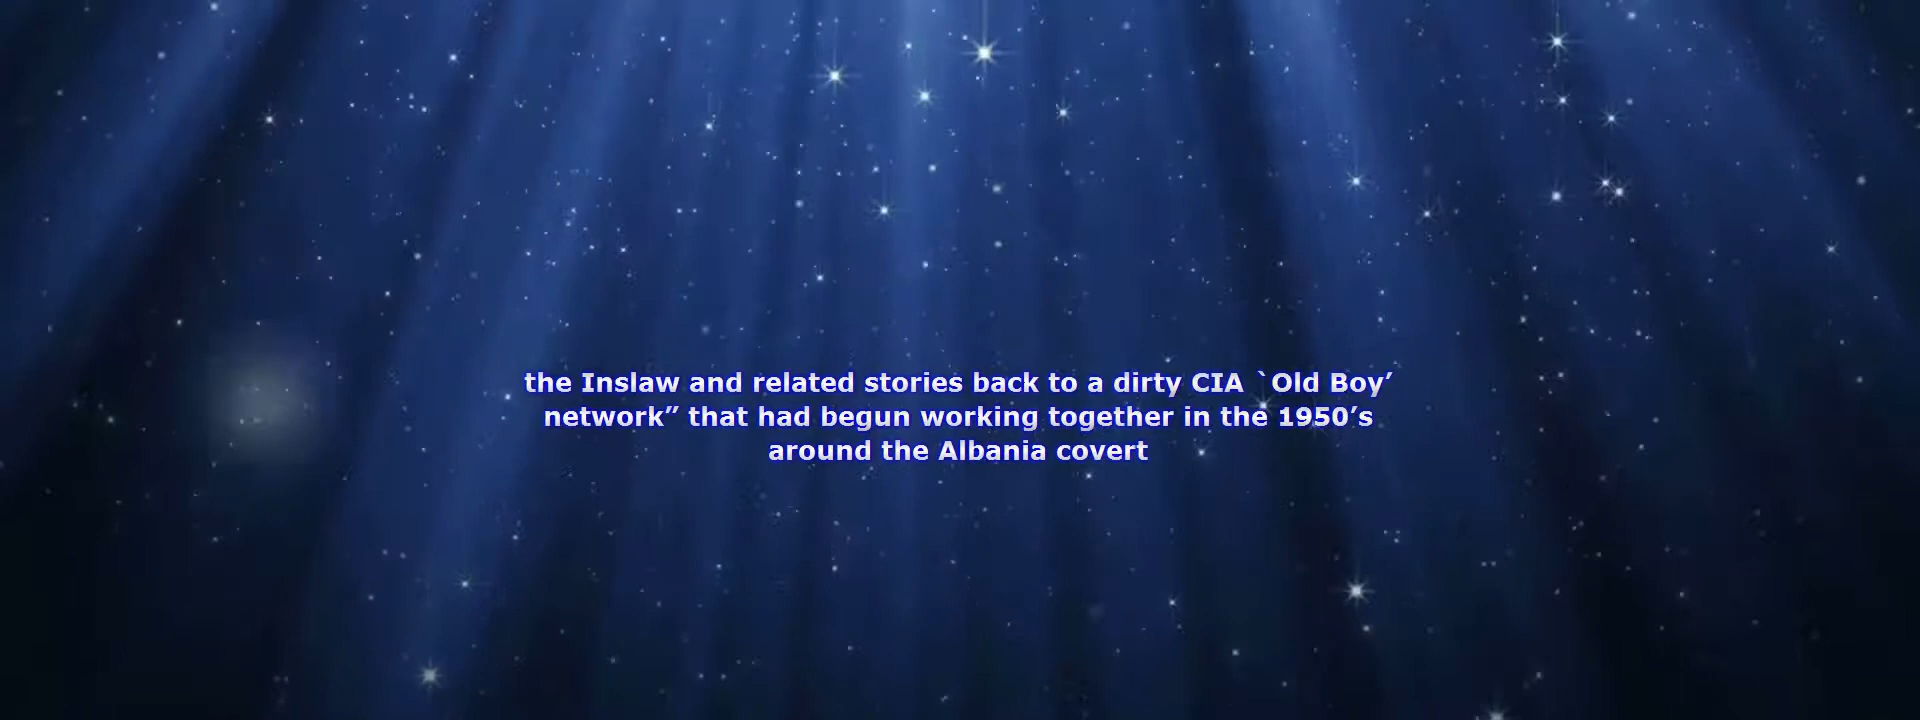 the Inslaw and related stories back to a dirty CIA `Old Boy’
network” that had begun working together in the 1950’s
around the Albania covert